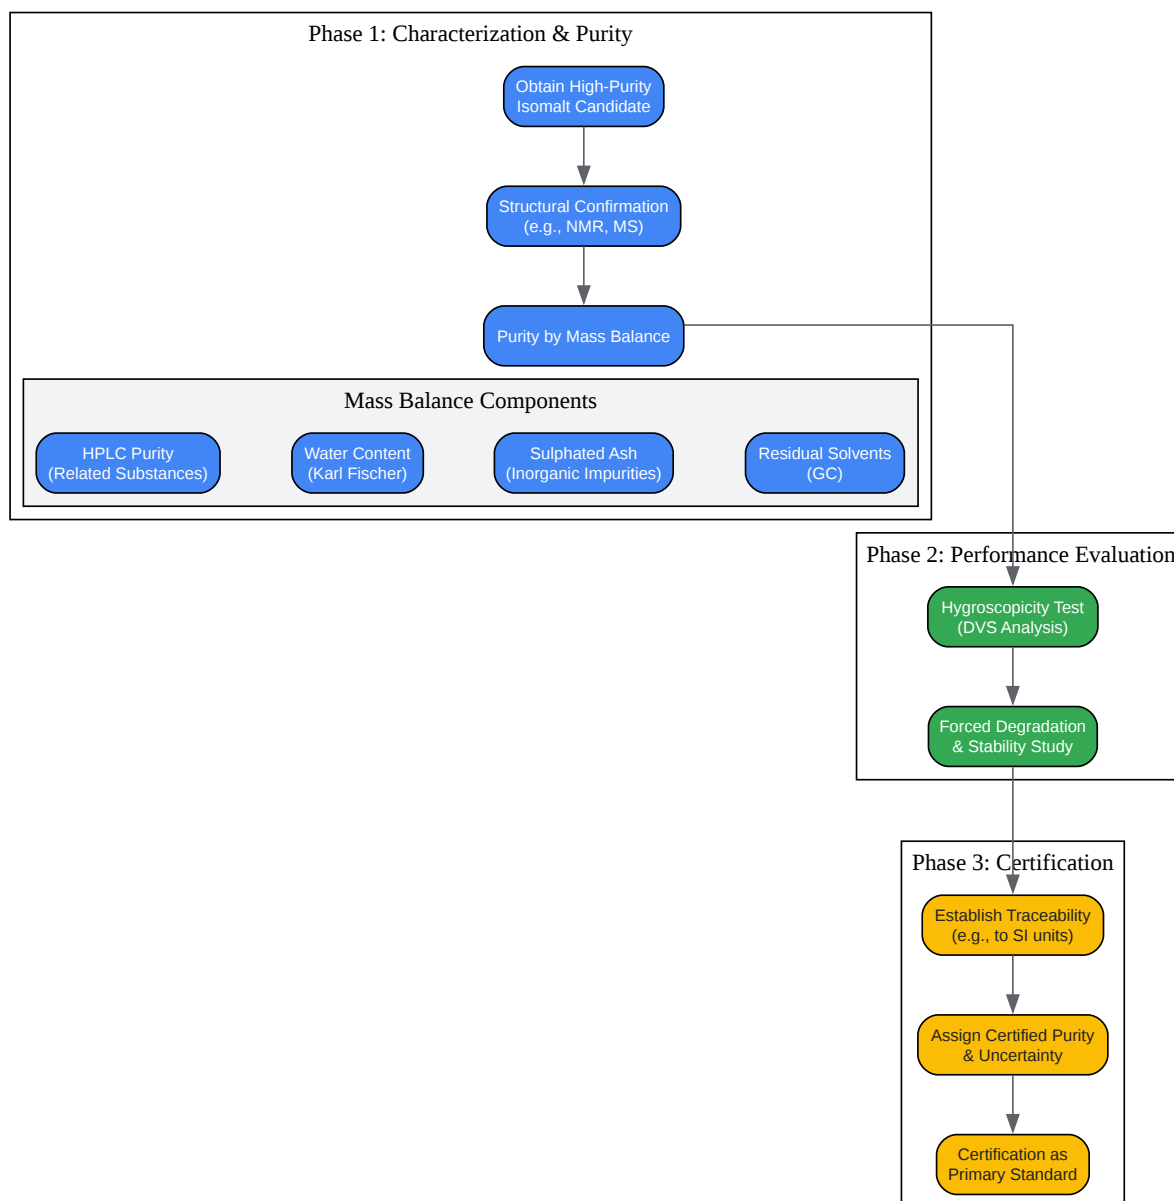 Phase 1: Characterization & Purity
Obtain High-Purity
Isomalt Candidate
Structural Confirmation
(e.g., NMR, MS)
Purity by Mass Balance
Mass Balance Components
HPLC Purity
(Related Substances)
Water Content
(Karl Fischer)
Sulphated Ash
(Inorganic Impurities)
Residual Solvents
(GC)
Phase 2: Performance Evaluation
Hygroscopicity Test
(DVS Analysis)
Forced Degradation
& Stability Study
Phase 3: Certification
Establish Traceability
(e.g., to SI units)
Assign Certified Purity
& Uncertainty
Certification as
Primary Standard